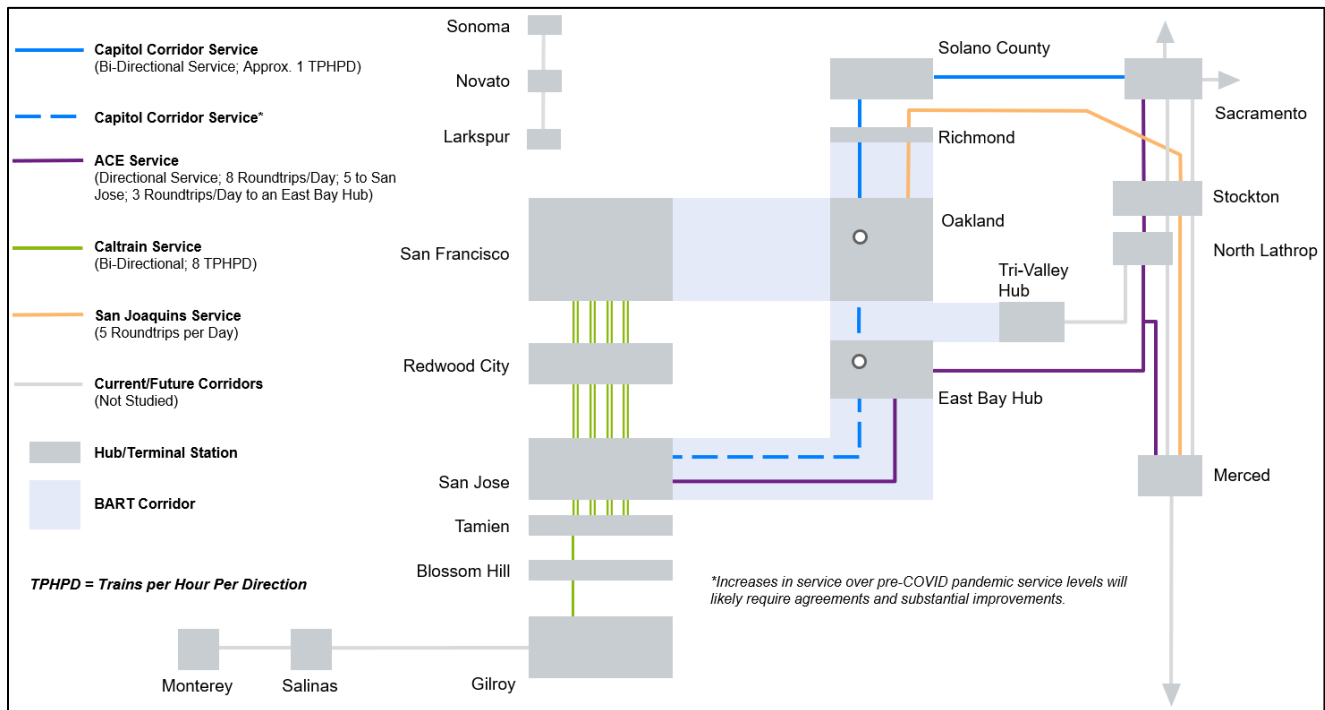 Capitol Corridor Service
(Bi-Directional Service; Approx. 1 TPHPD)
Capitol Corridor Service*
ACE Service
(Directional Service; 8 Roundtrips/Day; 5 to San
Jose; 3 Roundtrips/Day to an East Bay Hub)
Caltrain Service
(Bi-Directional; 8 TPHPD)
San Joaquins Service
(5 Roundtrips per Day)
Current/Future Corridors
(Not Studied)
Hub/Terminal Station
BART Corridor
TPHPD = Trains per Hour Per Direction
Sonoma
Novato
Larkspur
San Francisco
Redwood City
San Jose
Tamien
Blossom Hill
Gilroy
Salinas
Monterey
Solano County
Richmond
Oakland
Tri-Valley
Hub
East Bay Hub
Sacramento
Stockton
North Lathrop
Merced
*Increases in service over pre-COVID pandemic service levels will
likely require agreements and substantial improvements.